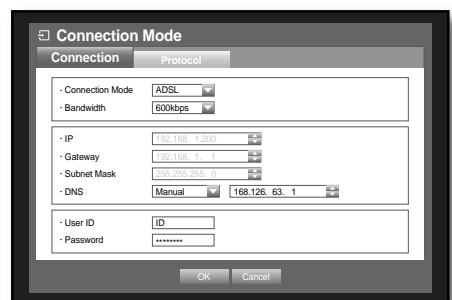 Connection Mode
Connection Protocol
· Connection Mode ADSL
· Bandwidth 600kbps
· IP 192.168. 1.200
· Gateway 192.168. 1. 1
· Subnet Mask 255.255.255. 0
· DNS Manual 168.126. 63. 1
· User ID ID
· Password ********
OK Cancel